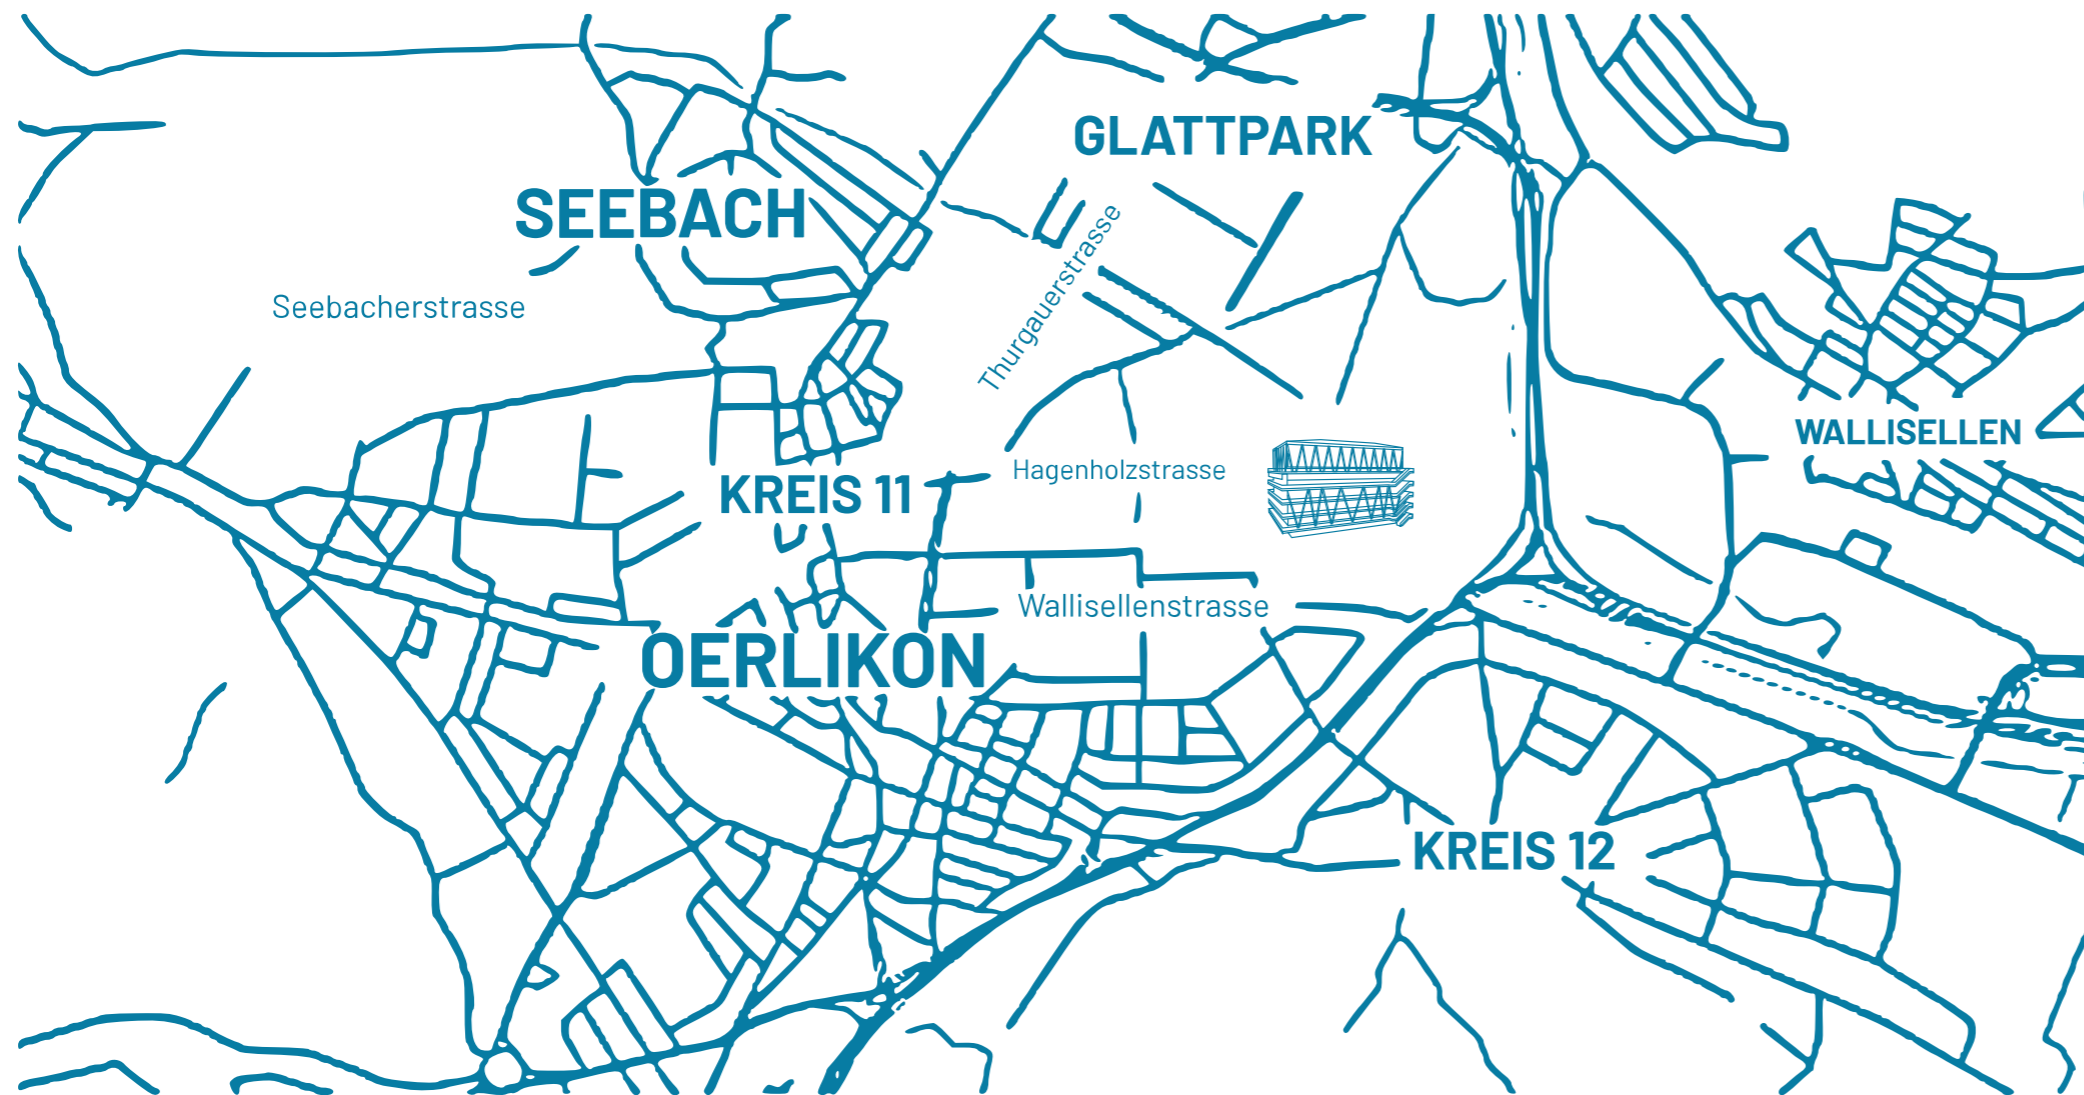 GLATTPARK
SEEBACH
Thurgauerstrasse
Seebacherstrasse
WALLISELLEN
Hagenholzstrasse
KREIS 11
Wallisellenstrasse
OERLIKON
KREIS 12